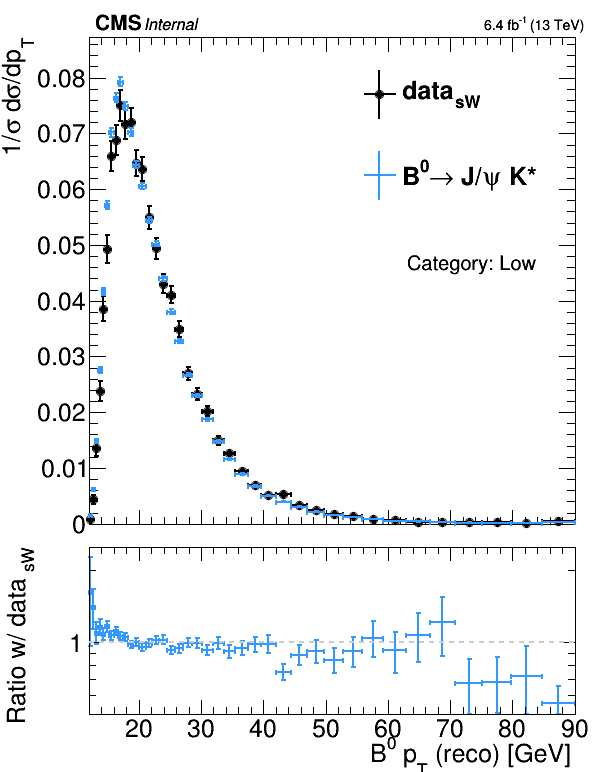 CMS Internal 6.4 fb⁻¹ (13 TeV)
1/σ dσ/dp_T
0.08
0.07
0.06
0.05
0.04
0.03
0.02
0.01
0
data_sW
B⁰→ J/ψ K*
Category: Low
Ratio w/ data_sW
1
20 30 40 50 60 70 80 90
B⁰ p_T (reco) [GeV]